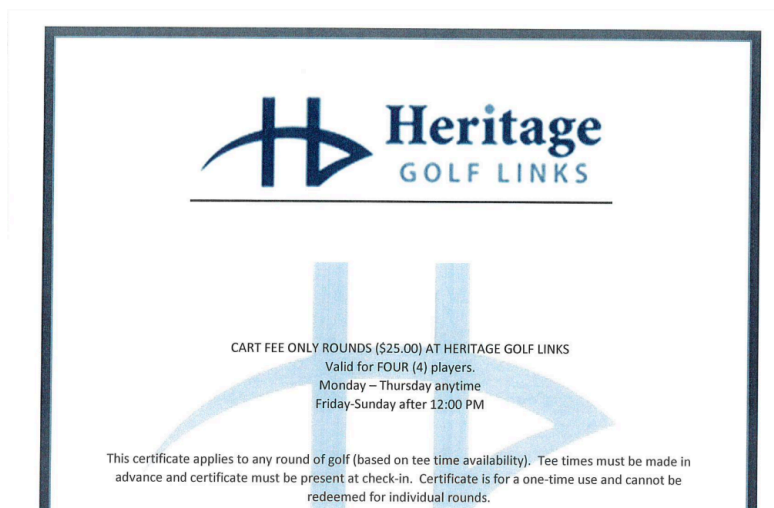 Heritage
GOLF LINKS
CART FEE ONLY ROUNDS ($25.00) AT HERITAGE GOLF LINKS
Valid for FOUR (4) players.
Monday – Thursday anytime
Friday-Sunday after 12:00 PM
This certificate applies to any round of golf (based on tee time availability).  Tee times must be made in
advance and certificate must be present at check-in.  Certificate is for a one-time use and cannot be
redeemed for individual rounds.